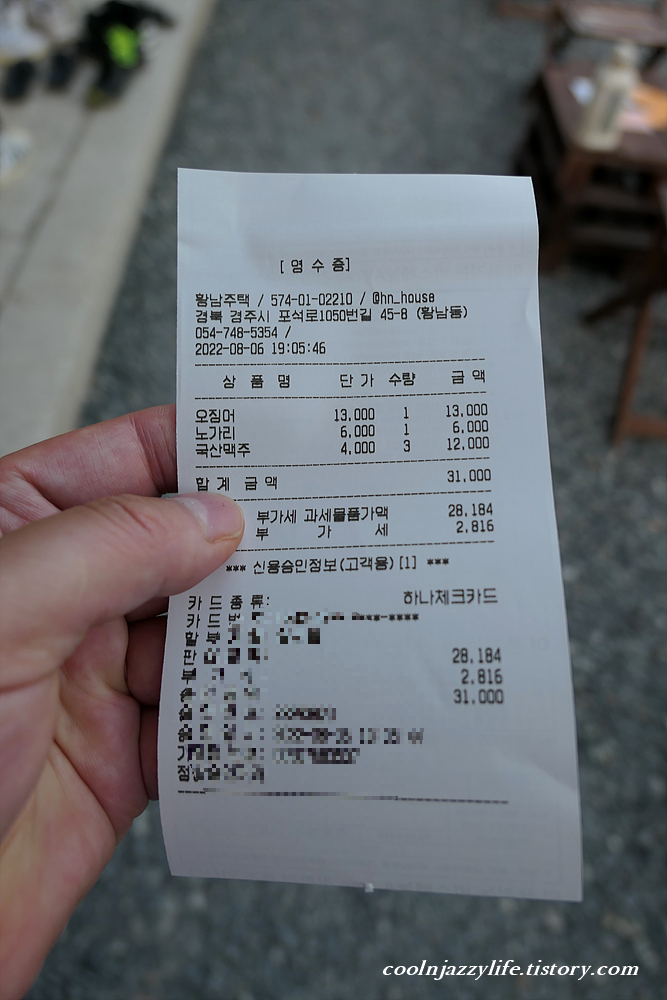 [ 영 수 증]
황남주택 / 574-01-02210 / @hn_house
경북 경주시 포석로1050번길 45-8 (황남동)
054-748-5354 /
2022-08-06 19:05:46
상 품 명 단 가 수량 금 액
오징어 13,000 1 13,000
노가리 6,000 1 6,000
국산맥주 4,000 3 12,000
합 계 금 액 31,000
부가세 과세물품가액 28,184
부 가 세 2,816
*** 신용승인정보(고객용) [1] ***
카 드 종 류: 하나체크카드
카 드
할 부
판 28,184
부 2,816
31,000
coolnjazzylife.tistory.com